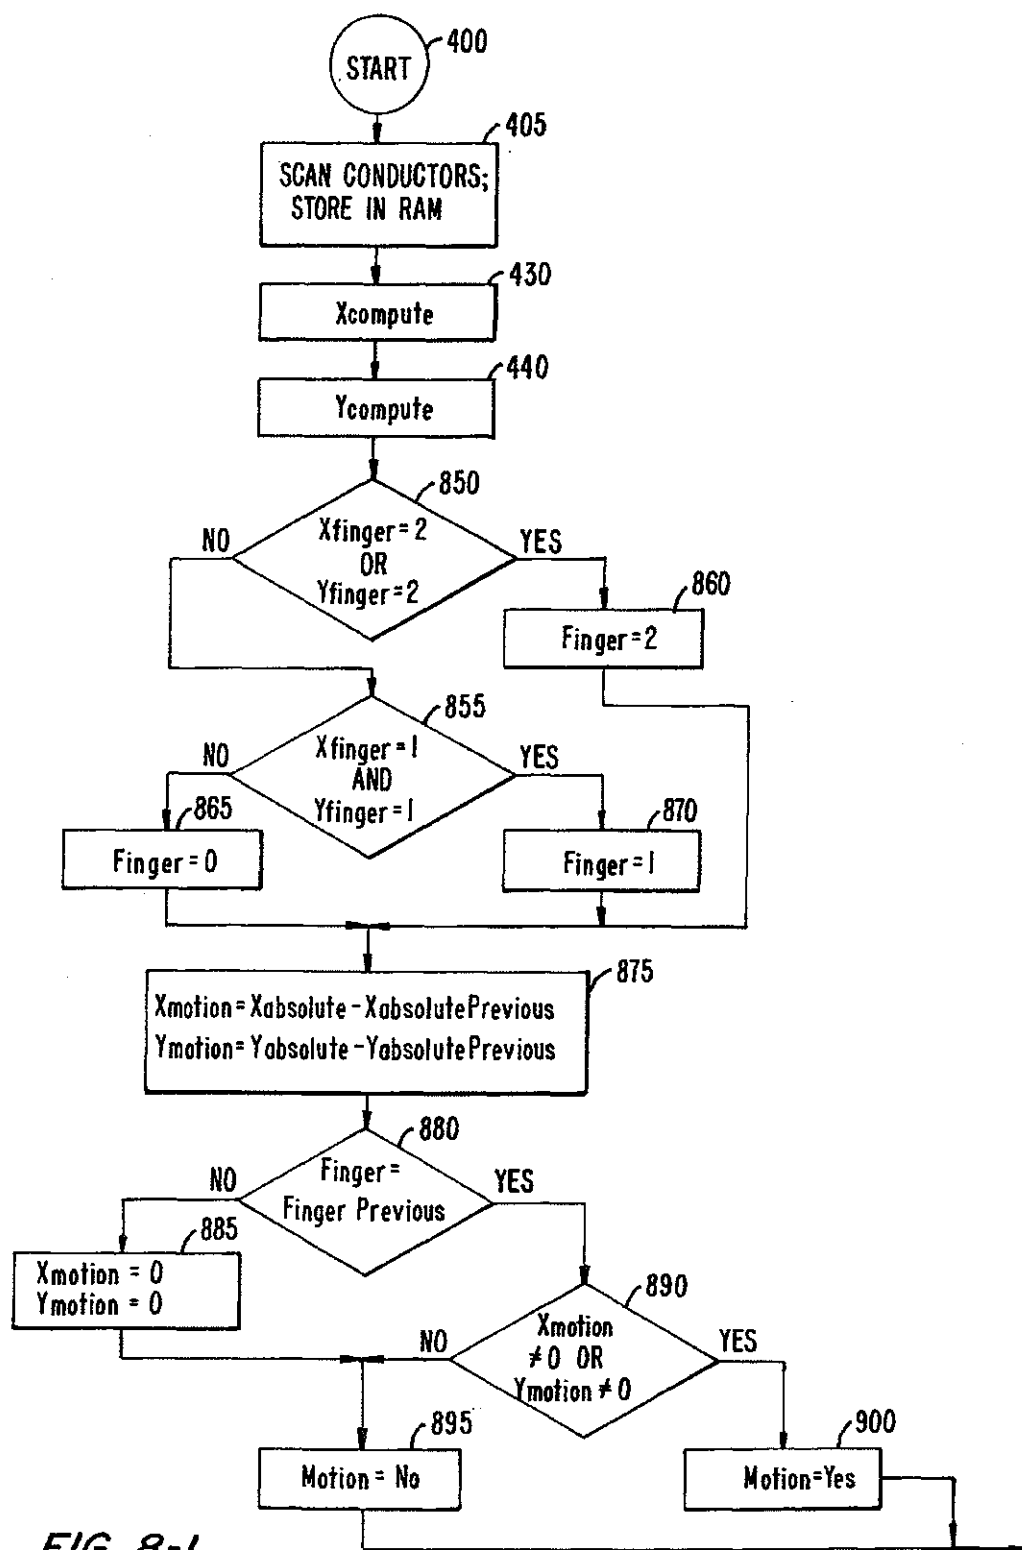 400
START
405
SCAN CONDUCTORS;
STORE IN RAM
430
Xcompute
440
Ycompute
850
NO
YES
Xfinger=2
OR
Yfinger=2
860
Finger=2
855
NO
YES
Xfinger=1
AND
Yfinger=1
865
Finger=0
870
Finger=1
875
Xmotion=Xabsolute-XabsolutePrevious
Ymotion=Yabsolute-YabsolutePrevious
880
NO
YES
Finger=
Finger Previous
885
Xmotion = 0
Ymotion = 0
890
NO
YES
Xmotion
≠0 OR
Ymotion≠0
895
Motion = No
900
Motion=Yes
FIG. 8-1